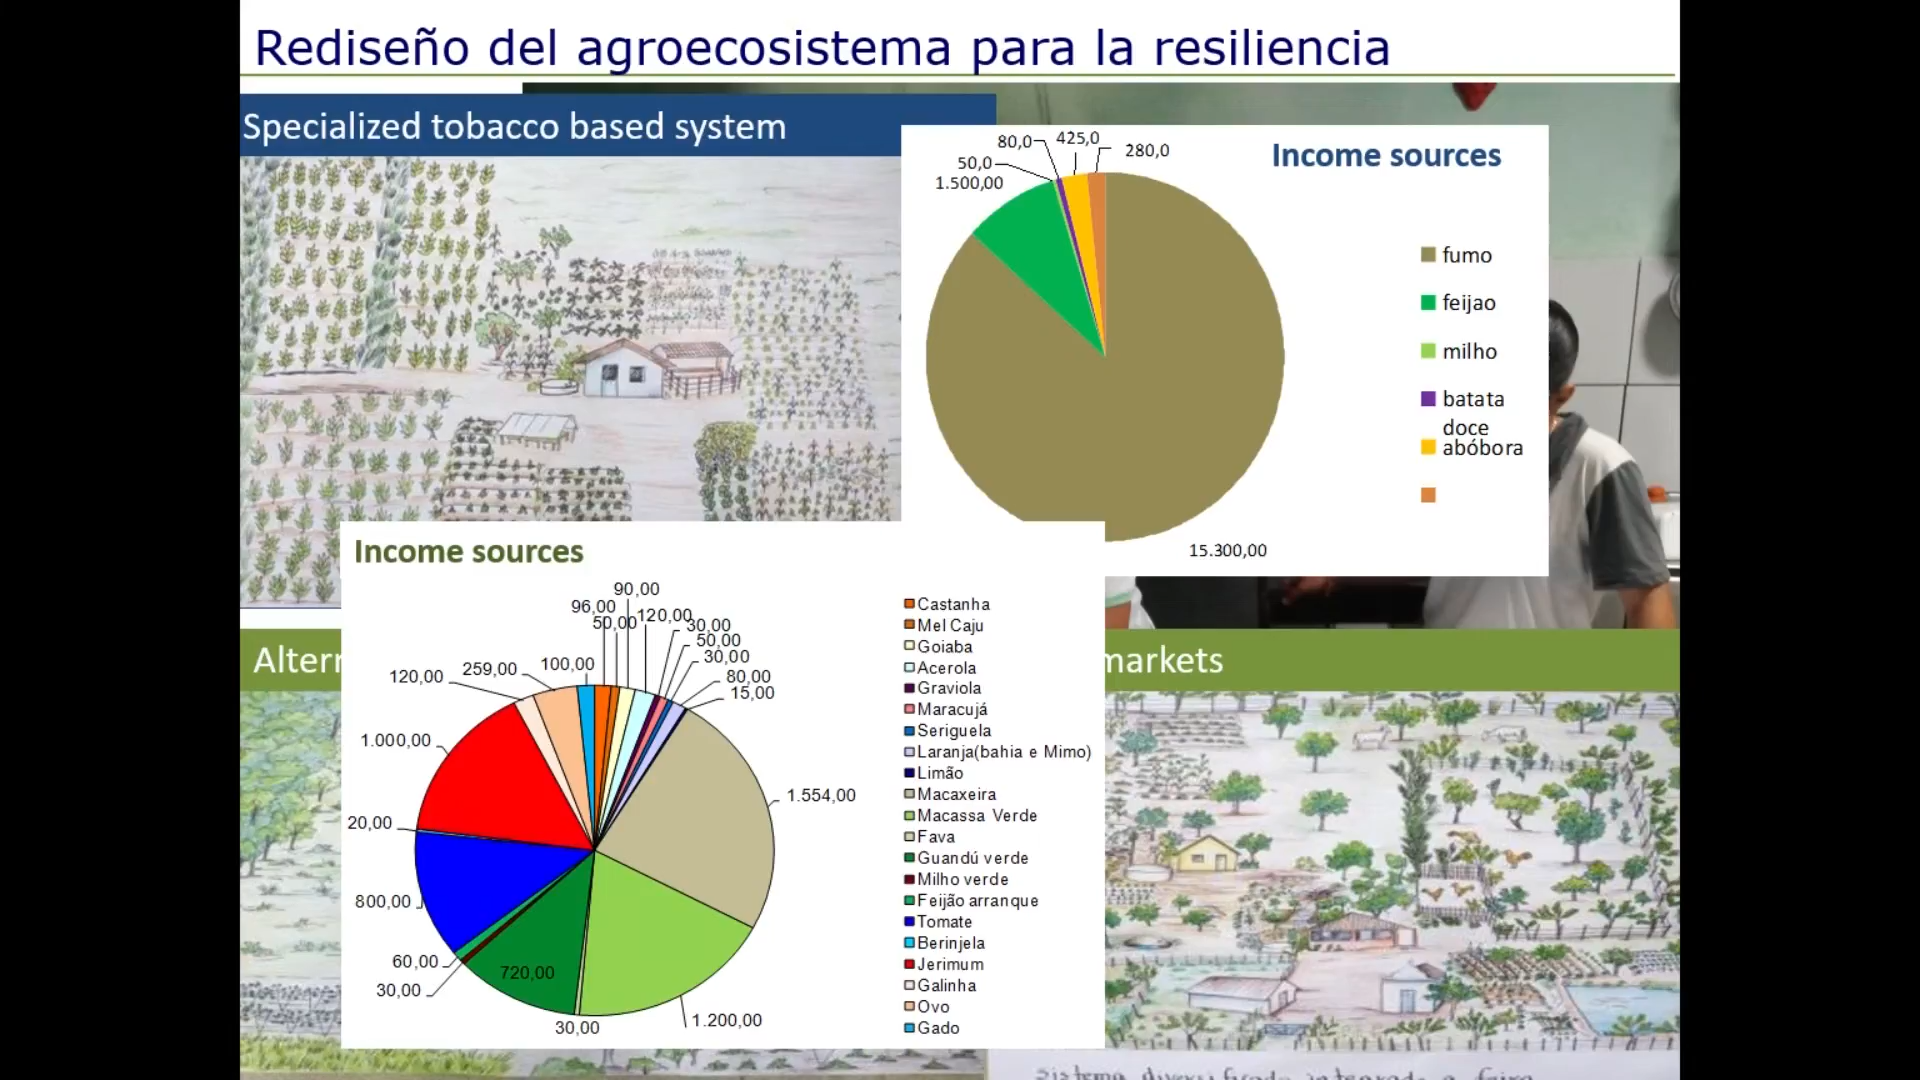 Rediseño del agroecosistema para la resiliencia
Specialized tobacco based system
Income sources
80,0
425,0
280,0
50,0
1.500,00
15.300,00
fumo
feijao
milho
batata
doce
abóbora
Income sources
90,00
96,00
50,00
120,00
30,00
50,00
30,00
80,00
15,00
100,00
259,00
120,00
1.000,00
1.554,00
20,00
800,00
60,00
30,00
720,00
30,00
1.200,00
Castanha
Mel Caju
Goiaba
Acerola
Graviola
Maracujá
Seriguela
Laranja(bahia e Mimo)
Limão
Macaxeira
Macassa Verde
Fava
Guandú verde
Milho verde
Feijão arranque
Tomate
Berinjela
Jerimum
Galinha
Ovo
Gado
markets